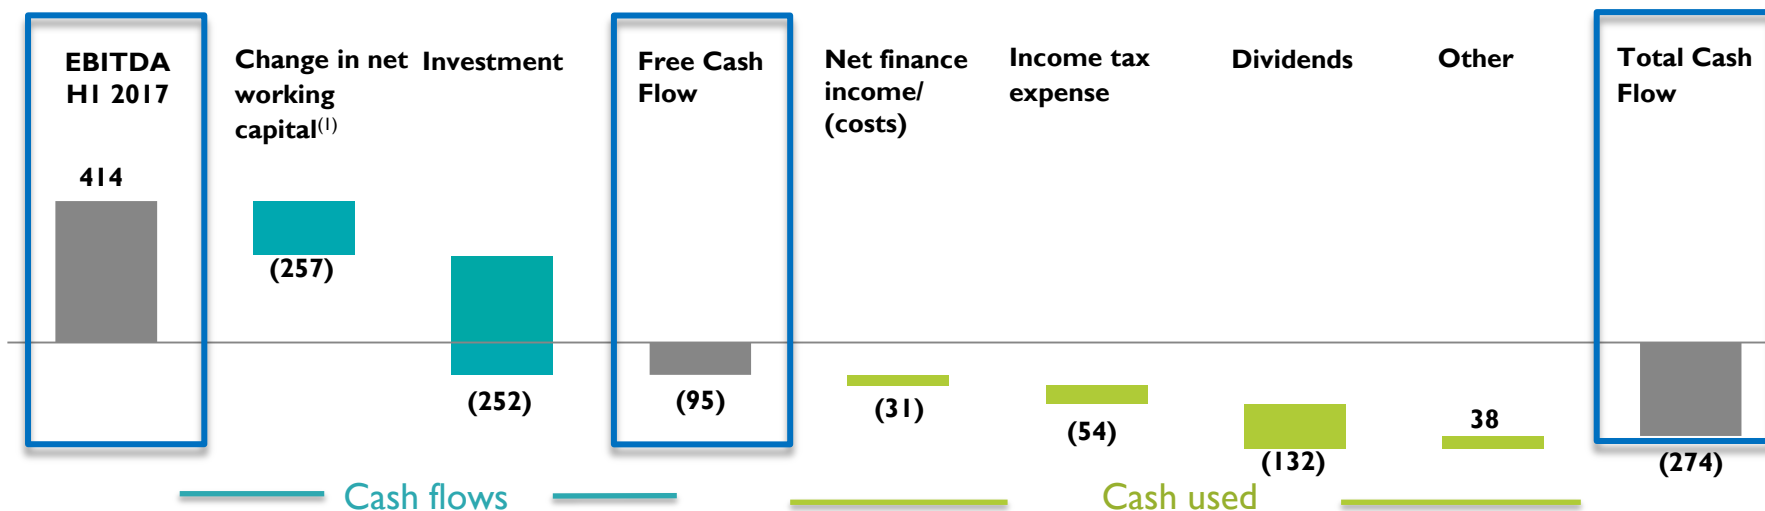 EBITDA
H1 2017
Change in net
working
capital(1)
Investment
Free Cash
Flow
Net finance
income/
(costs)
Income tax
expense
Dividends
Other
Total Cash
Flow
414
(257)
(252)
(95)
(31)
(54)
(132)
38
(274)
Cash flows
Cash used